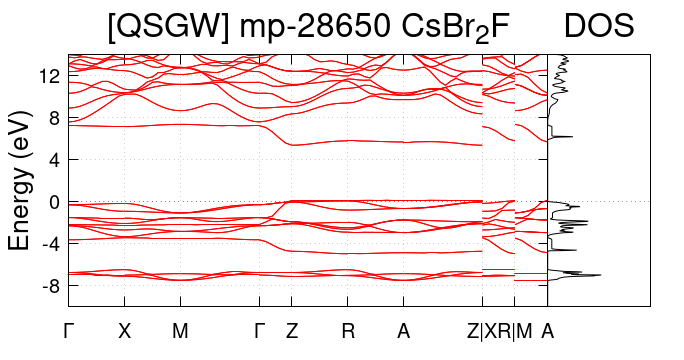 [QSGW] mp-28650 CsBr₂F DOS
Energy (eV)
12
8
4
0
-4
-8
Γ X M Γ Z R A Z|XR|M A